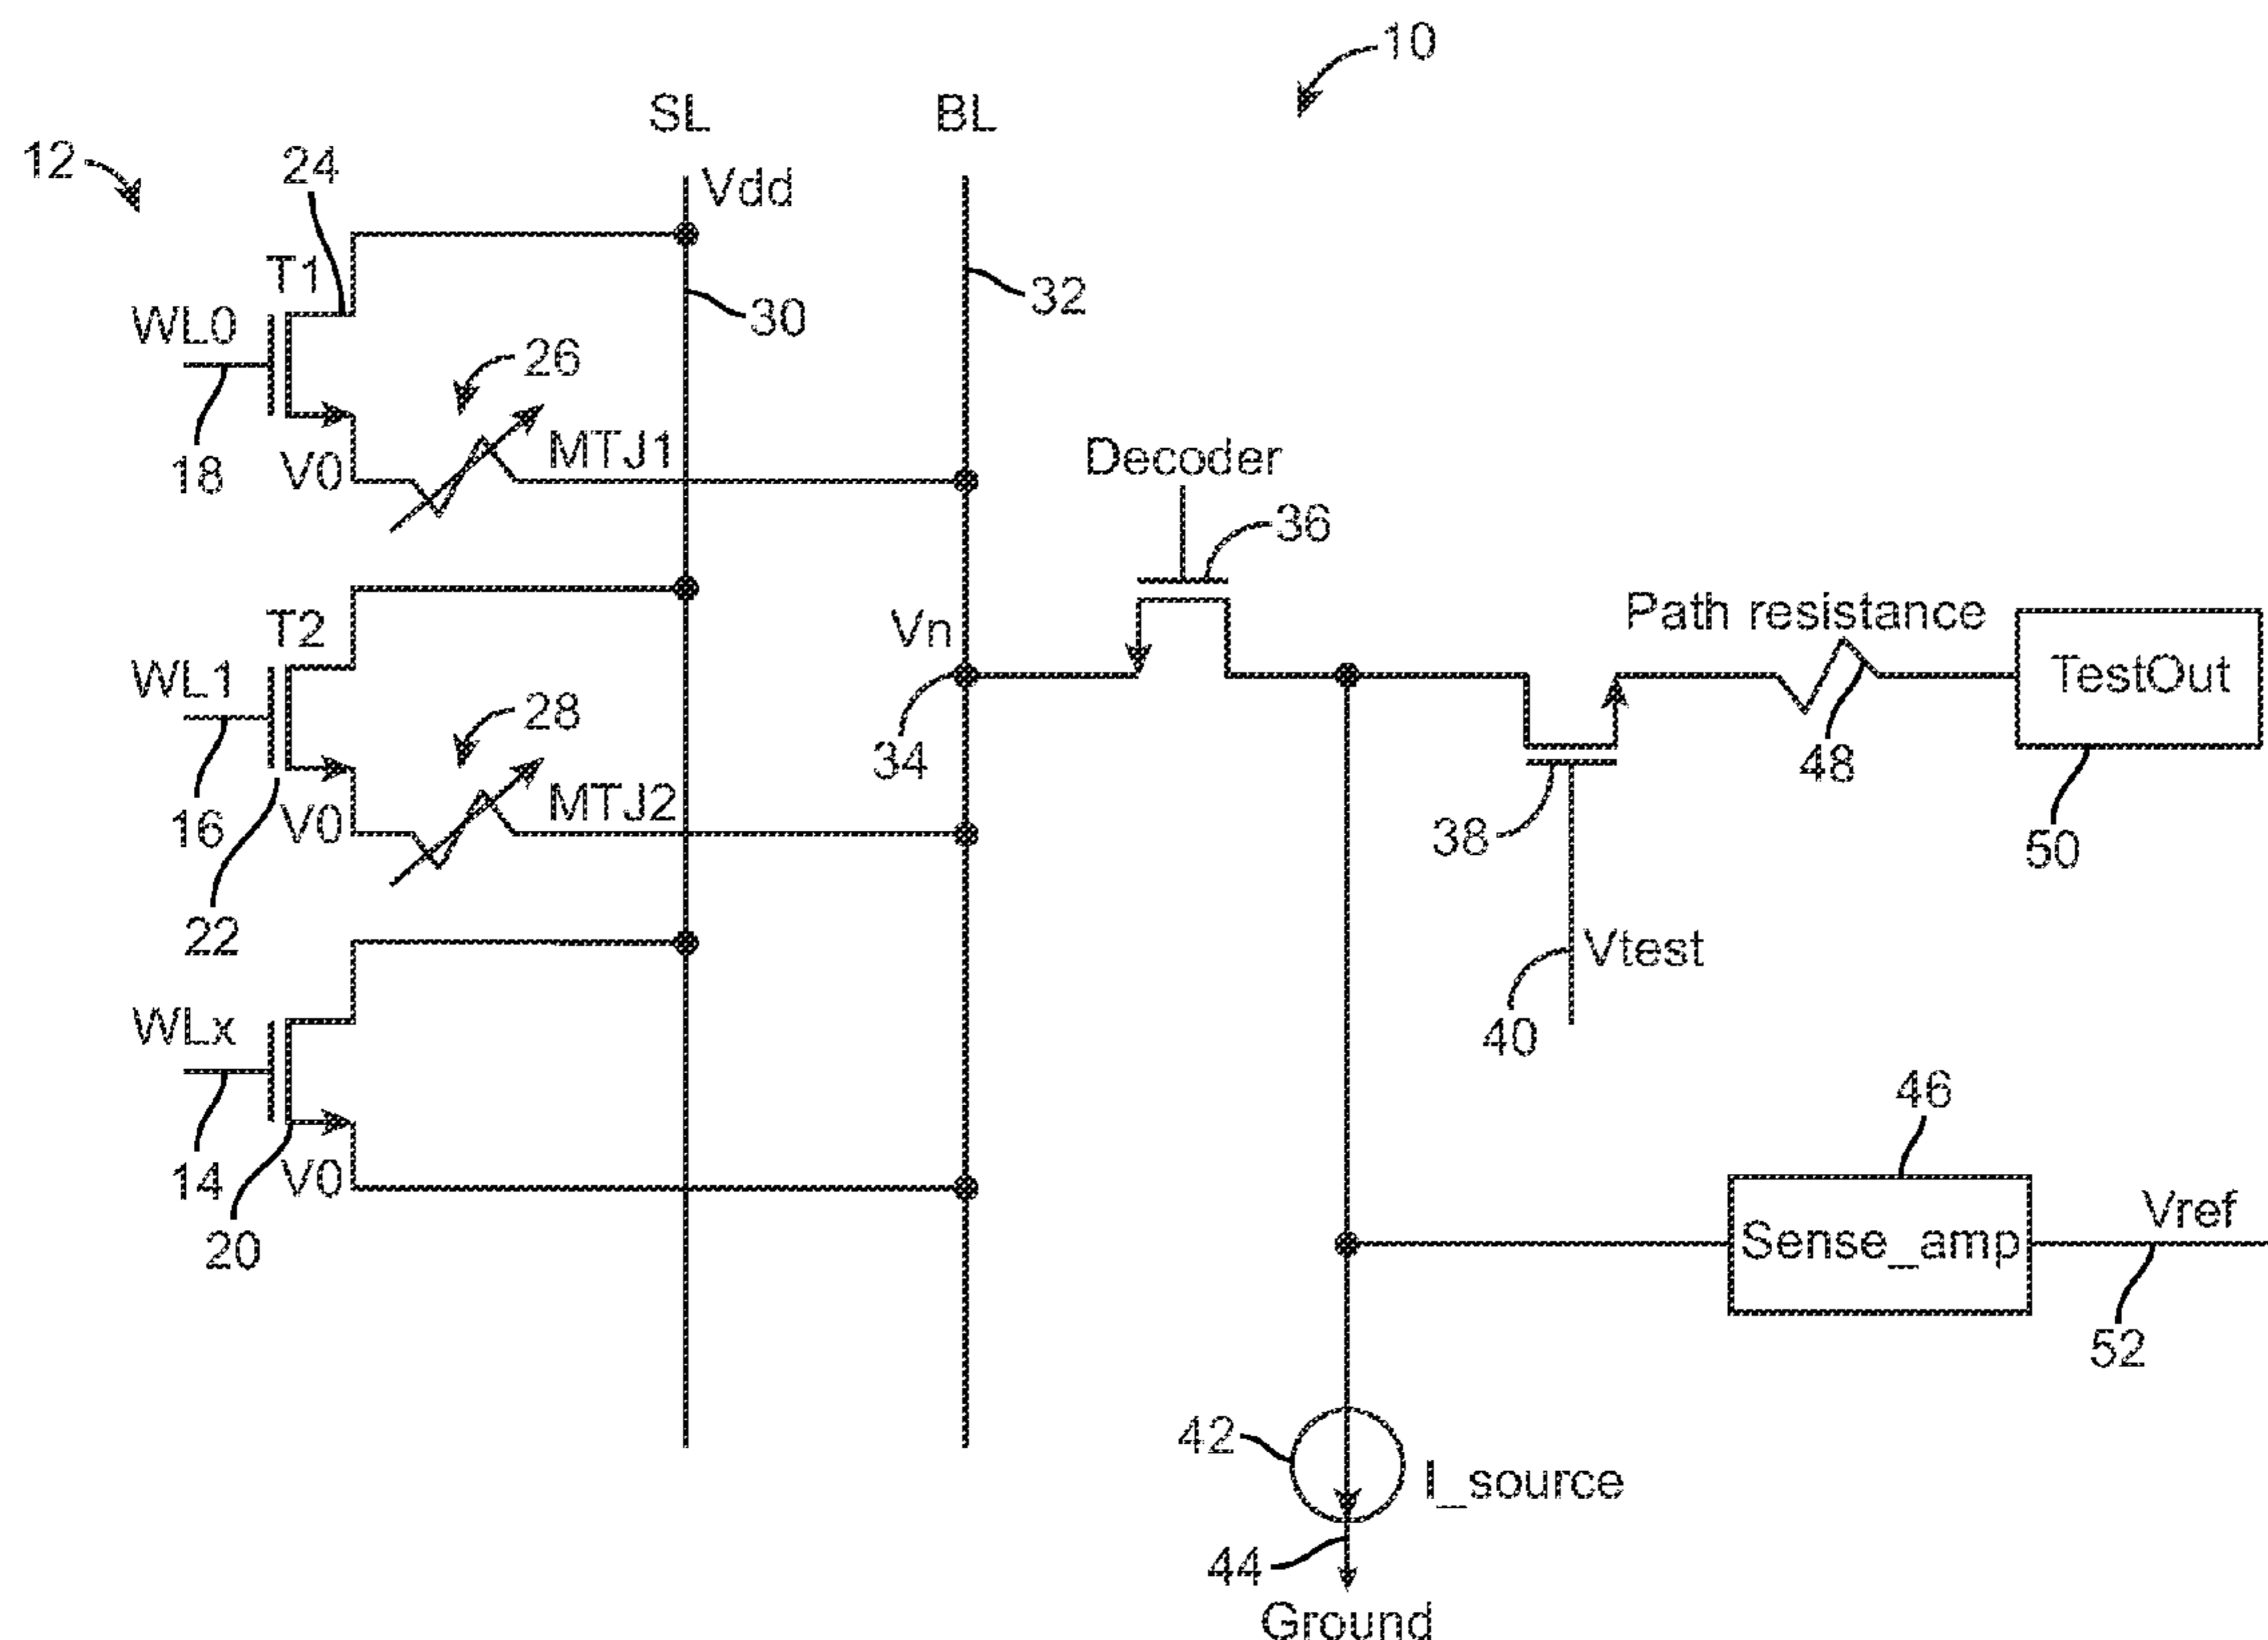 10
SL
BL
12
24
Vdd
T1
WL0
30
32
26
18
V0
MTJ1
Decoder
36
T2
Vn
Path resistance
WL1
TestOut
28
34
48
16
V0
MTJ2
38
50
22
Vtest
WLx
40
46
14
V0
Vref
20
Sense_amp
52
42
I_source
44
Ground